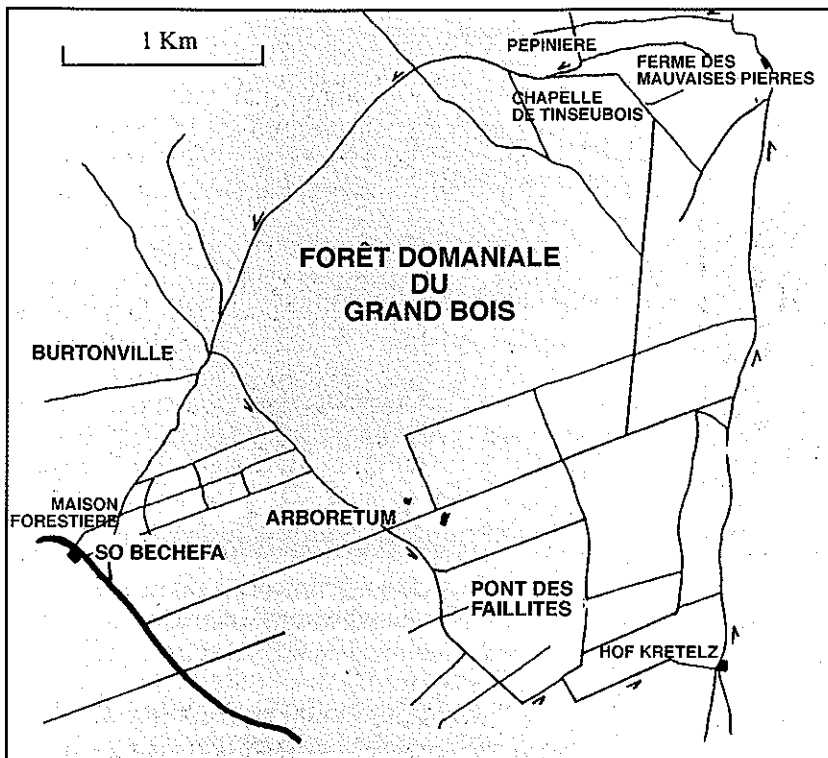 1 Km
PEPINIERE
FERME DES
MAUVAISES PIERRES
CHAPELLE
DE TINSEUBOIS
FORÊT DOMANIALE
DU
GRAND BOIS
BURTONVILLE
MAISON
FORESTIERE
SO BECHEFA
ARBORETUM
PONT DES
FAILLITES
HOF KRETELZ